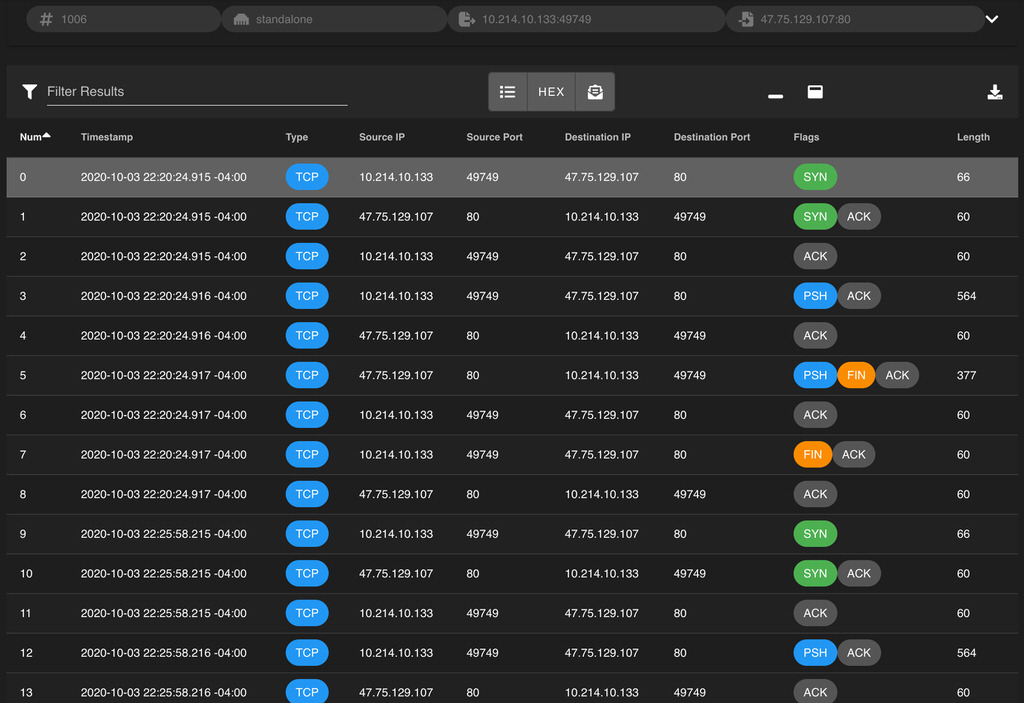 # 1006 standalone 10.214.10.133:49749 47.75.129.107:80
Filter Results HEX
Num Timestamp Type Source IP Source Port Destination IP Destination Port Flags Length
0 2020-10-03 22:20:24.915 -04:00 TCP 10.214.10.133 49749 47.75.129.107 80 SYN 66
1 2020-10-03 22:20:24.915 -04:00 TCP 47.75.129.107 80 10.214.10.133 49749 SYN ACK 60
2 2020-10-03 22:20:24.915 -04:00 TCP 10.214.10.133 49749 47.75.129.107 80 ACK 60
3 2020-10-03 22:20:24.916 -04:00 TCP 10.214.10.133 49749 47.75.129.107 80 PSH ACK 564
4 2020-10-03 22:20:24.916 -04:00 TCP 47.75.129.107 80 10.214.10.133 49749 ACK 60
5 2020-10-03 22:20:24.917 -04:00 TCP 47.75.129.107 80 10.214.10.133 49749 PSH FIN ACK 377
6 2020-10-03 22:20:24.917 -04:00 TCP 10.214.10.133 49749 47.75.129.107 80 ACK 60
7 2020-10-03 22:20:24.917 -04:00 TCP 10.214.10.133 49749 47.75.129.107 80 FIN ACK 60
8 2020-10-03 22:20:24.917 -04:00 TCP 47.75.129.107 80 10.214.10.133 49749 ACK 60
9 2020-10-03 22:25:58.215 -04:00 TCP 10.214.10.133 49749 47.75.129.107 80 SYN 66
10 2020-10-03 22:25:58.215 -04:00 TCP 47.75.129.107 80 10.214.10.133 49749 SYN ACK 60
11 2020-10-03 22:25:58.215 -04:00 TCP 10.214.10.133 49749 47.75.129.107 80 ACK 60
12 2020-10-03 22:25:58.216 -04:00 TCP 10.214.10.133 49749 47.75.129.107 80 PSH ACK 564
13 2020-10-03 22:25:58.216 -04:00 TCP 47.75.129.107 80 10.214.10.133 49749 ACK 60